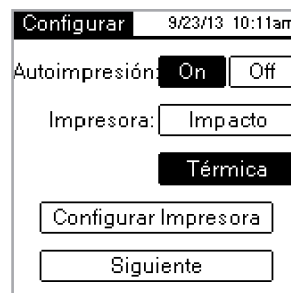 Configurar 9/23/13 10:11am
Autoimpresión: On Off
Impresora: Impacto
Térmica
Configurar Impresora
Siguiente